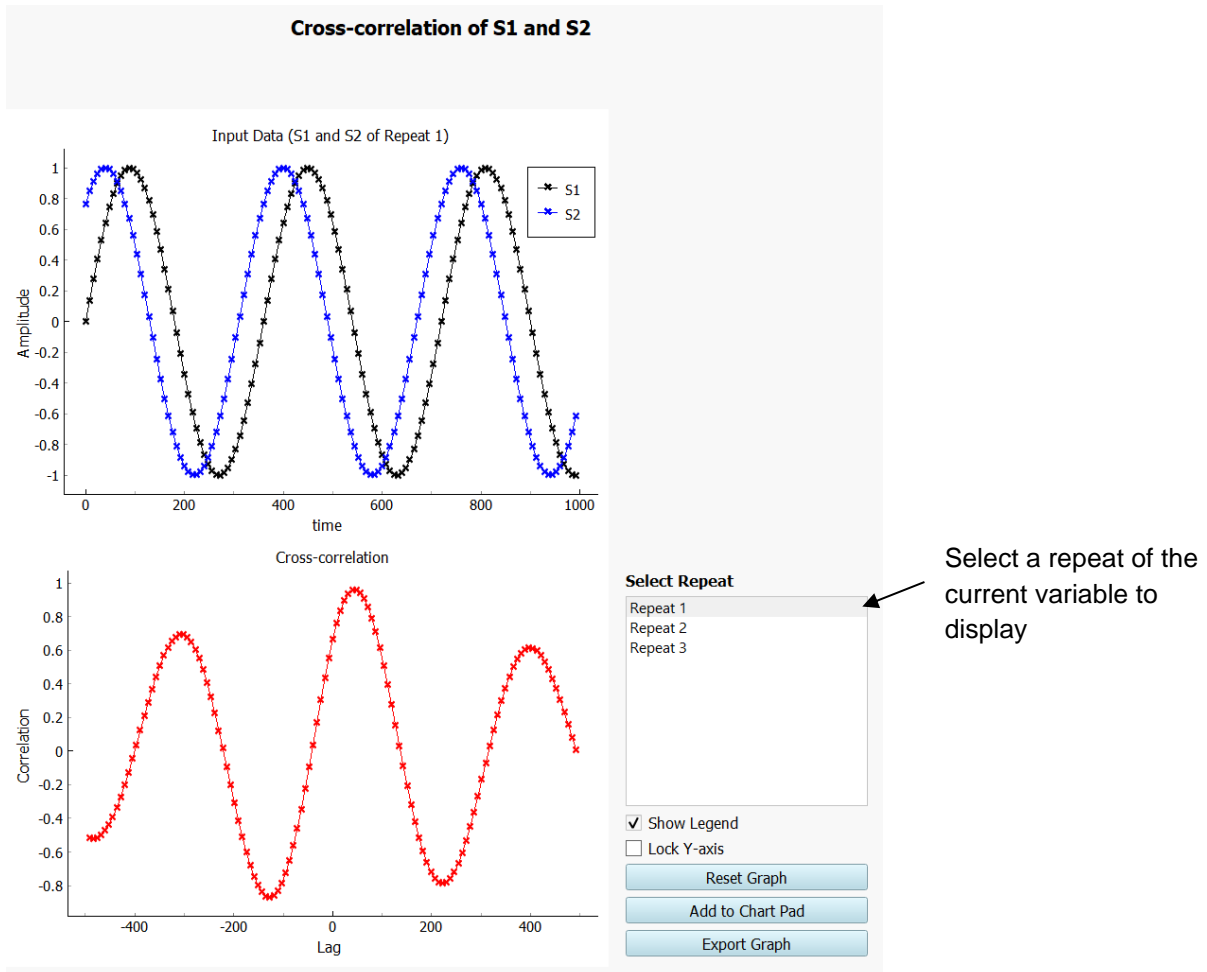 Cross-correlation of S1 and S2
Input Data (S1 and S2 of Repeat 1)
1
0.8
0.6
0.4
0.2
0
-0.2
-0.4
-0.6
-0.8
-1
Amplitude
S1
S2
0 200 400 600 800 1000
time
Cross-correlation
1
0.8
0.6
0.4
0.2
0
-0.2
-0.4
-0.6
-0.8
Correlation
-400 -200 0 200 400
Lag
Select Repeat
Repeat 1
Repeat 2
Repeat 3
Show Legend
Lock Y-axis
Reset Graph
Add to Chart Pad
Export Graph
Select a repeat of the
current variable to
display